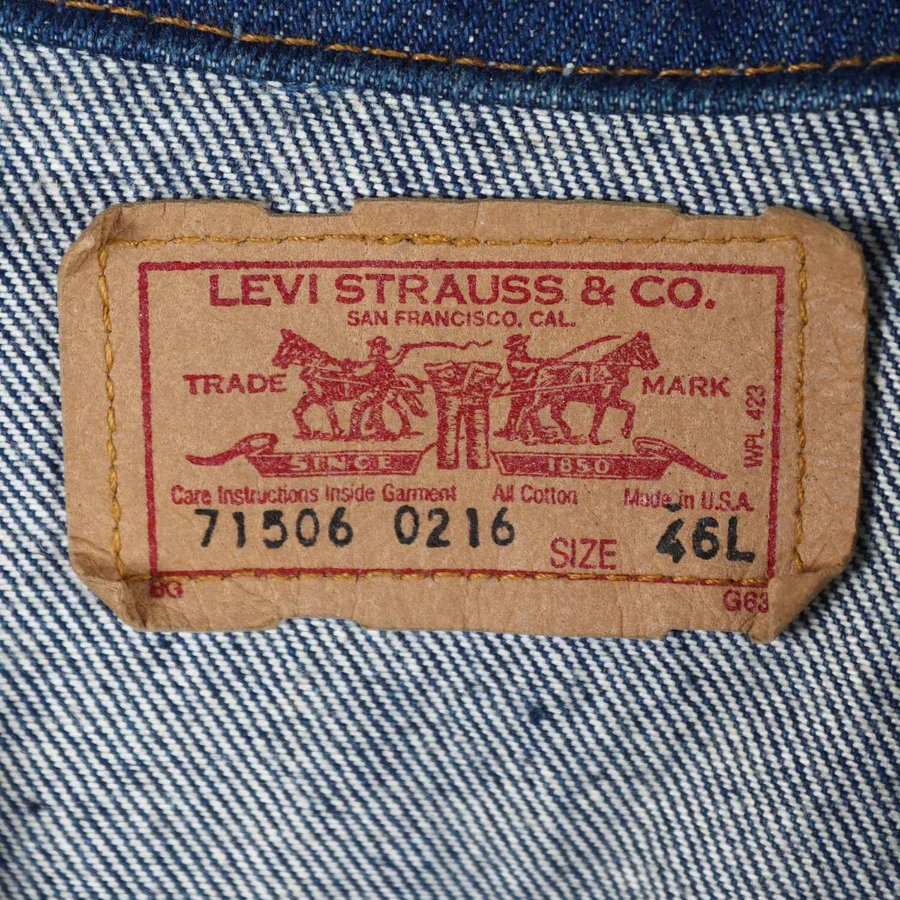 LEVI STRAUSS & CO.
SAN FRANCISCO, CAL.
TRADE MARK
SINCE 1850
WPL 423
Care Instructions Inside Garment All Cotton Made in U.S.A.
71506 0216 SIZE 46L
SG G63